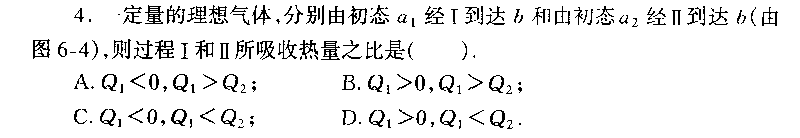 4. 一定量的理想气体,分别由初态 a₁ 经Ⅰ到达 b 和由初态 a₂ 经Ⅱ到达 b(由
图 6-4),则过程Ⅰ和Ⅱ所吸收热量之比是( ).
A. Q₁<0,Q₁>Q₂; B. Q₁>0,Q₁>Q₂;
C. Q₁<0,Q₁<Q₂; D. Q₁>0,Q₁<Q₂.